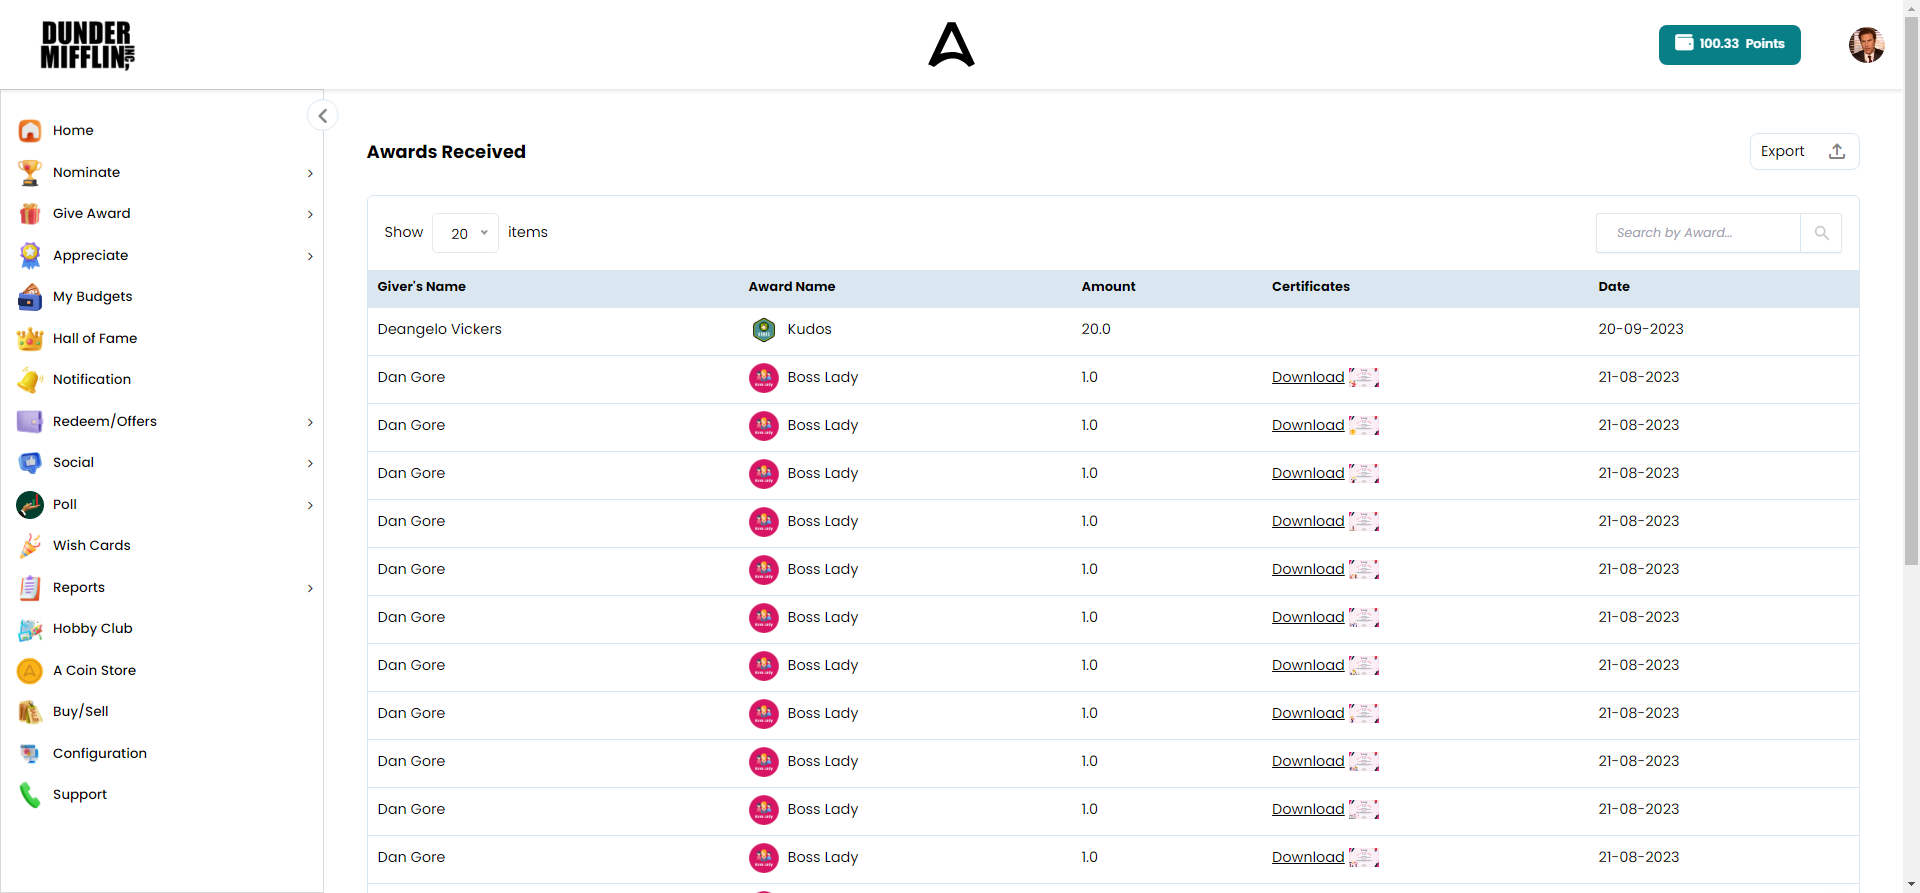 DUNDER
MIFFLIN, INC
100.33 Points
Home
Nominate
Give Award
Appreciate
My Budgets
Hall of Fame
Notification
Redeem/Offers
Social
Poll
Wish Cards
Reports
Hobby Club
A Coin Store
Buy/Sell
Configuration
Support
Awards Received
Export
Show 20 items
Search by Award...
Giver's Name Award Name Amount Certificates Date
Deangelo Vickers Kudos 20.0 20-09-2023
Dan Gore Boss Lady 1.0 Download 21-08-2023
Dan Gore Boss Lady 1.0 Download 21-08-2023
Dan Gore Boss Lady 1.0 Download 21-08-2023
Dan Gore Boss Lady 1.0 Download 21-08-2023
Dan Gore Boss Lady 1.0 Download 21-08-2023
Dan Gore Boss Lady 1.0 Download 21-08-2023
Dan Gore Boss Lady 1.0 Download 21-08-2023
Dan Gore Boss Lady 1.0 Download 21-08-2023
Dan Gore Boss Lady 1.0 Download 21-08-2023
Dan Gore Boss Lady 1.0 Download 21-08-2023
Dan Gore Boss Lady 1.0 Download 21-08-2023